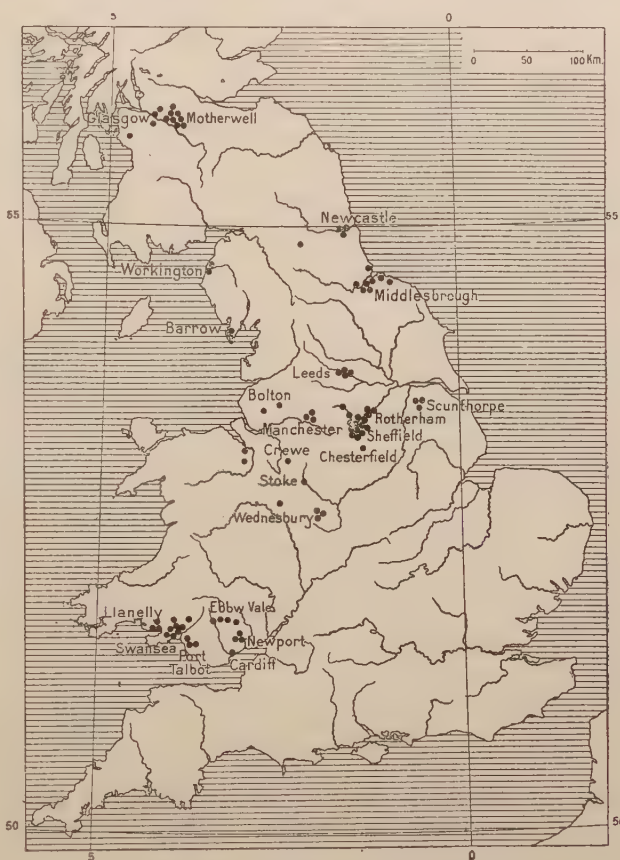 5 0
0 50 100 Km.
Glasgow Motherwell
55 Newcastle 55
Workington
Middlesbrough
Barrow
Leeds
Bolton
Scunthorpe
Rotherham
Manchester
Sheffield
Crewe
Chesterfield
Stoke
Wednesbury
Llanelly Ebbw Vale
Newport
Swansea Port Talbot Cardiff
50
5 0